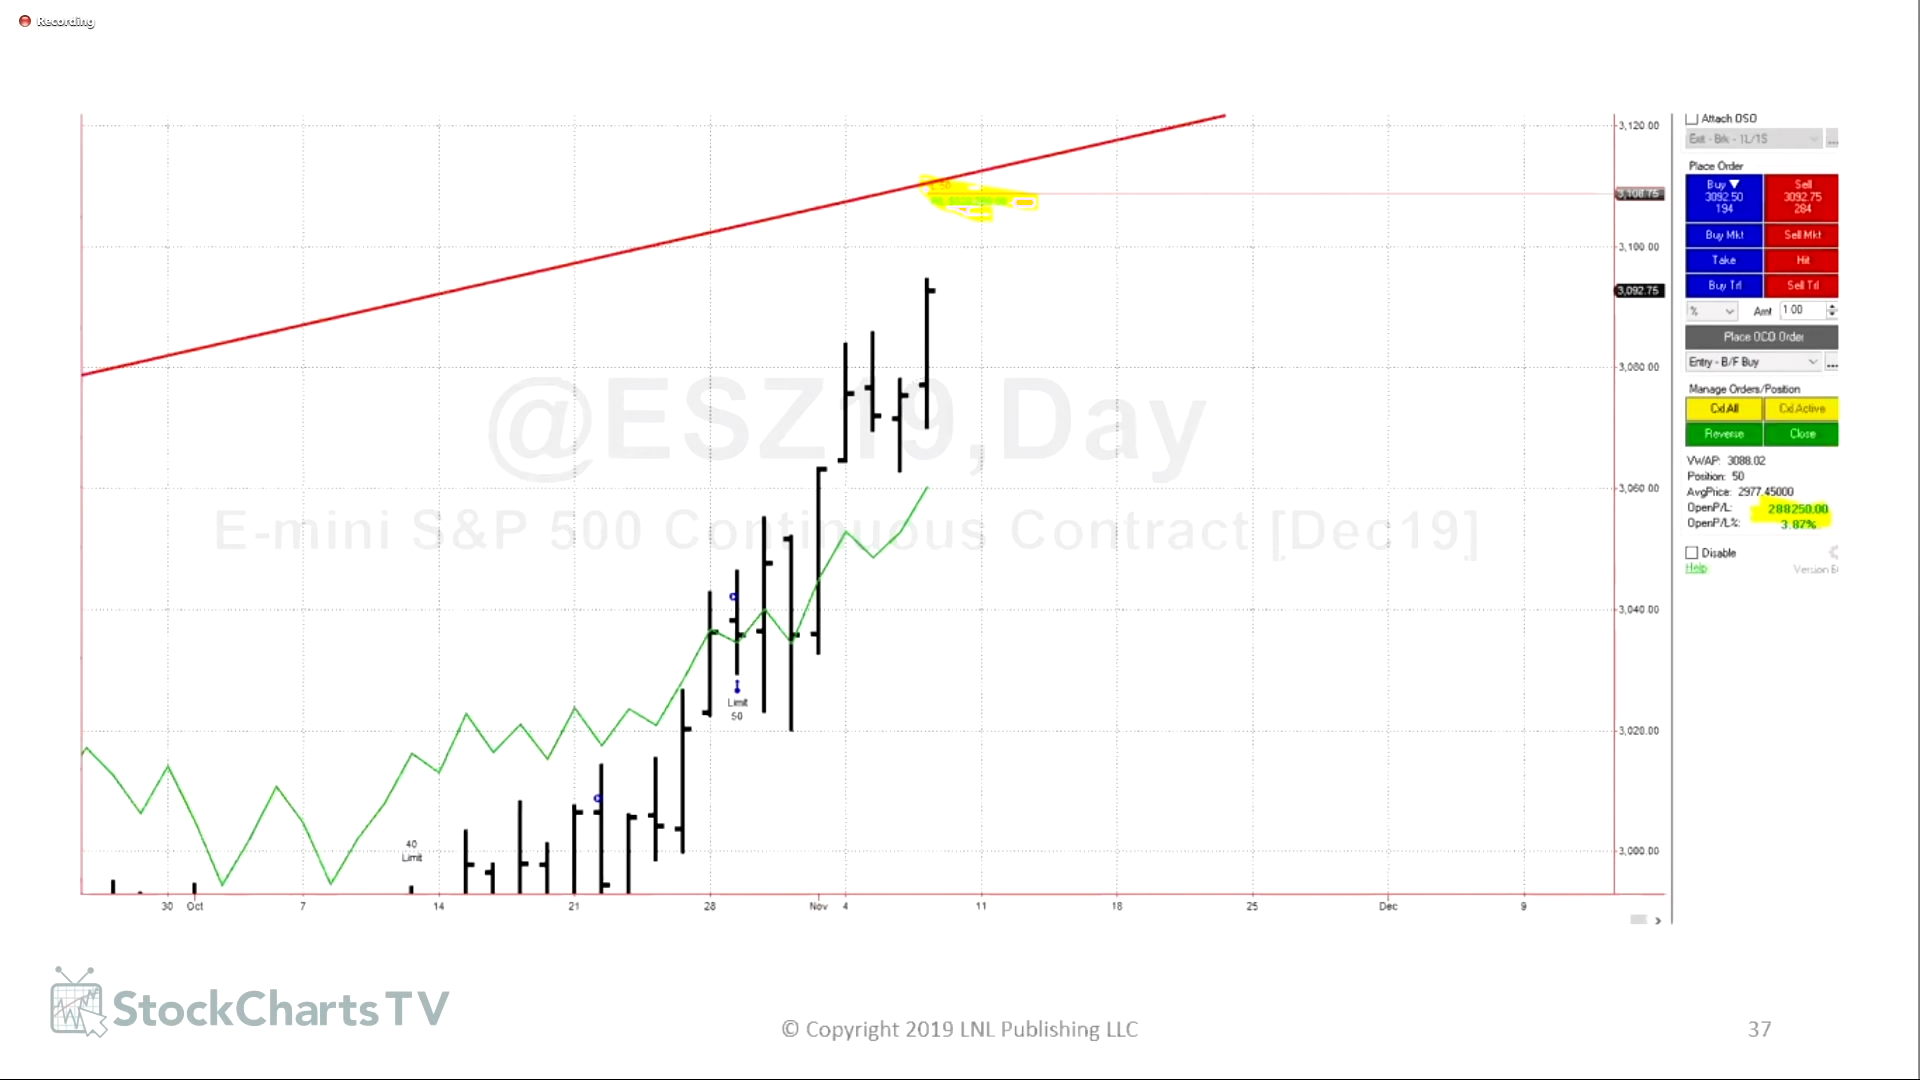 Recording
@ESZ19,Day
E-mini S&P 500 Continuous Contract [Dec19]
3,120.00
3,108.75
3,100.00
3,092.75
3,080.00
3,060.00
3,040.00
3,020.00
3,000.00
Limit
50
40
Limit
30 Oct 7 14 21 28 Nov 4 11 18 25 Dec 9
Attach OSO
Exit - Brk - 1L/1S
...
Place Order
Buy Sell
3092.50 3092.75
194 284
Buy Mkt Sell Mkt
Take Hit
Buy Trl Sell Trl
% Amt 1.00
Place OCO Order
Entry - B/F Buy
...
Manage Orders/Position
Cxl All Cxl Active
Reverse Close
VWAP: 3088.02
Position: 50
AvgPrice: 2977.45000
OpenP/L: 288250.00
OpenP/L%: 3.87%
Disable
Help Version
StockCharts TV
© Copyright 2019 LNL Publishing LLC
37